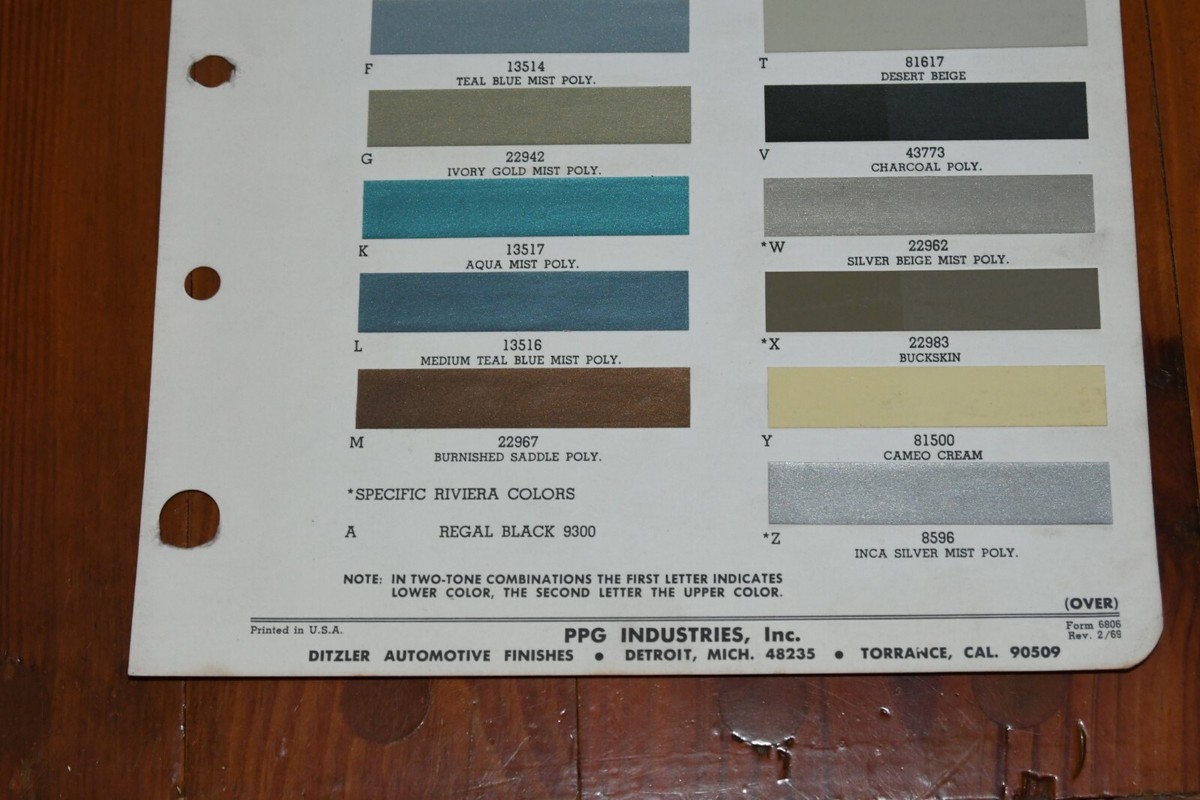 F 13514
TEAL BLUE MIST POLY.
G 22942
IVORY GOLD MIST POLY.
K 13517
AQUA MIST POLY.
L 13516
MEDIUM TEAL BLUE MIST POLY.
M 22967
BURNISHED SADDLE POLY.
*SPECIFIC RIVIERA COLORS
A REGAL BLACK 9300
T 81617
DESERT BEIGE
V 43773
CHARCOAL POLY.
*W 22962
SILVER BEIGE MIST POLY.
*X 22983
BUCKSKIN
Y 81500
CAMEO CREAM
*Z 8596
INCA SILVER MIST POLY.
NOTE: IN TWO-TONE COMBINATIONS THE FIRST LETTER INDICATES
LOWER COLOR, THE SECOND LETTER THE UPPER COLOR.
(OVER)
Printed in U.S.A.
PPG INDUSTRIES, Inc.
Form 6806
Rev. 2/69
DITZLER AUTOMOTIVE FINISHES • DETROIT, MICH. 48235 • TORRANCE, CAL. 90509